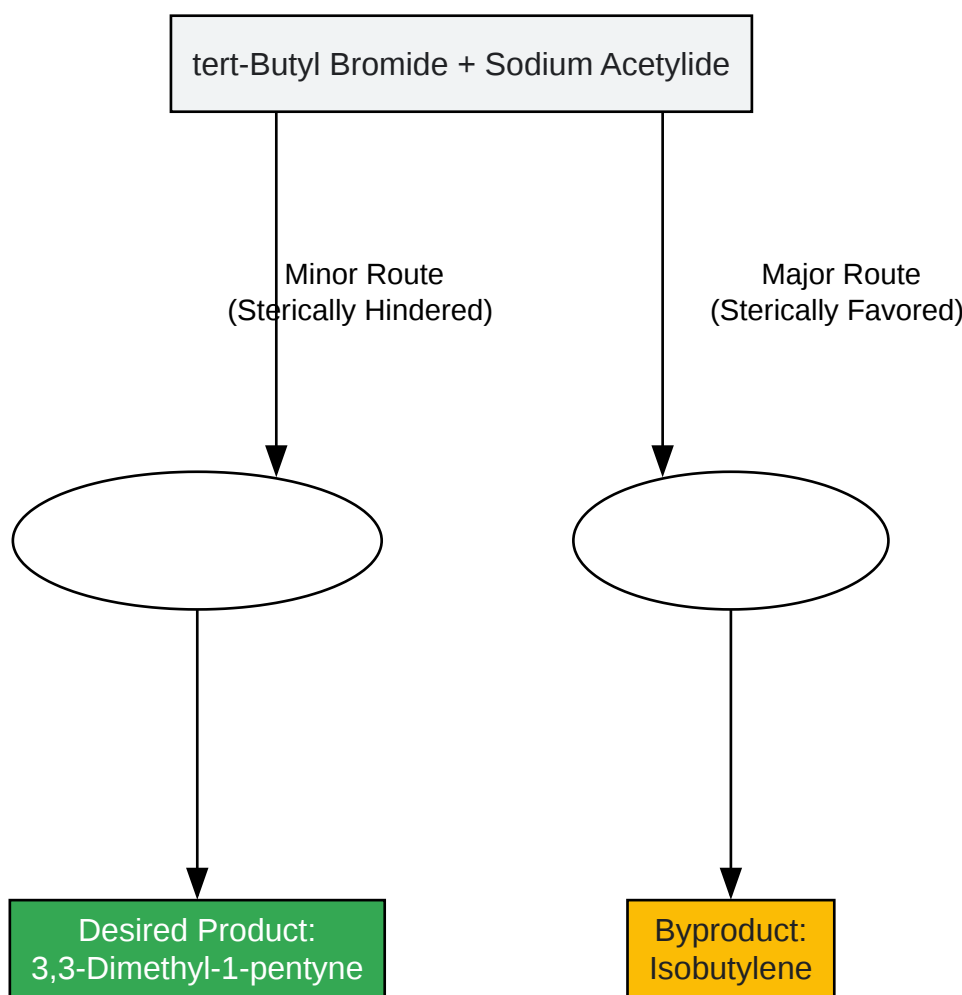 tert-Butyl Bromide + Sodium Acetylide
Minor Route
(Sterically Hindered)
Major Route
(Sterically Favored)
Desired Product:
3,3-Dimethyl-1-pentyne
Byproduct:
Isobutylene